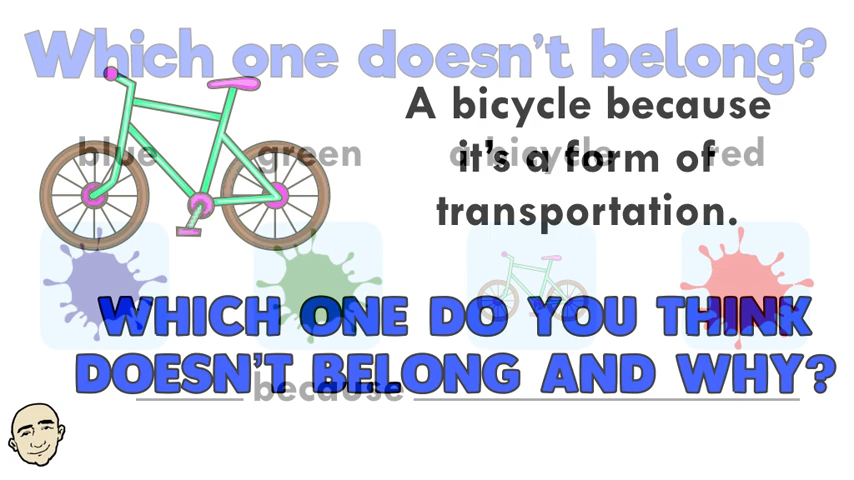 Which one doesn't belong?
A bicycle because
blue green a bicycle red
it's a form of
transportation.
WHICH ONE DO YOU THINK
DOESN'T BELONG AND WHY?
because